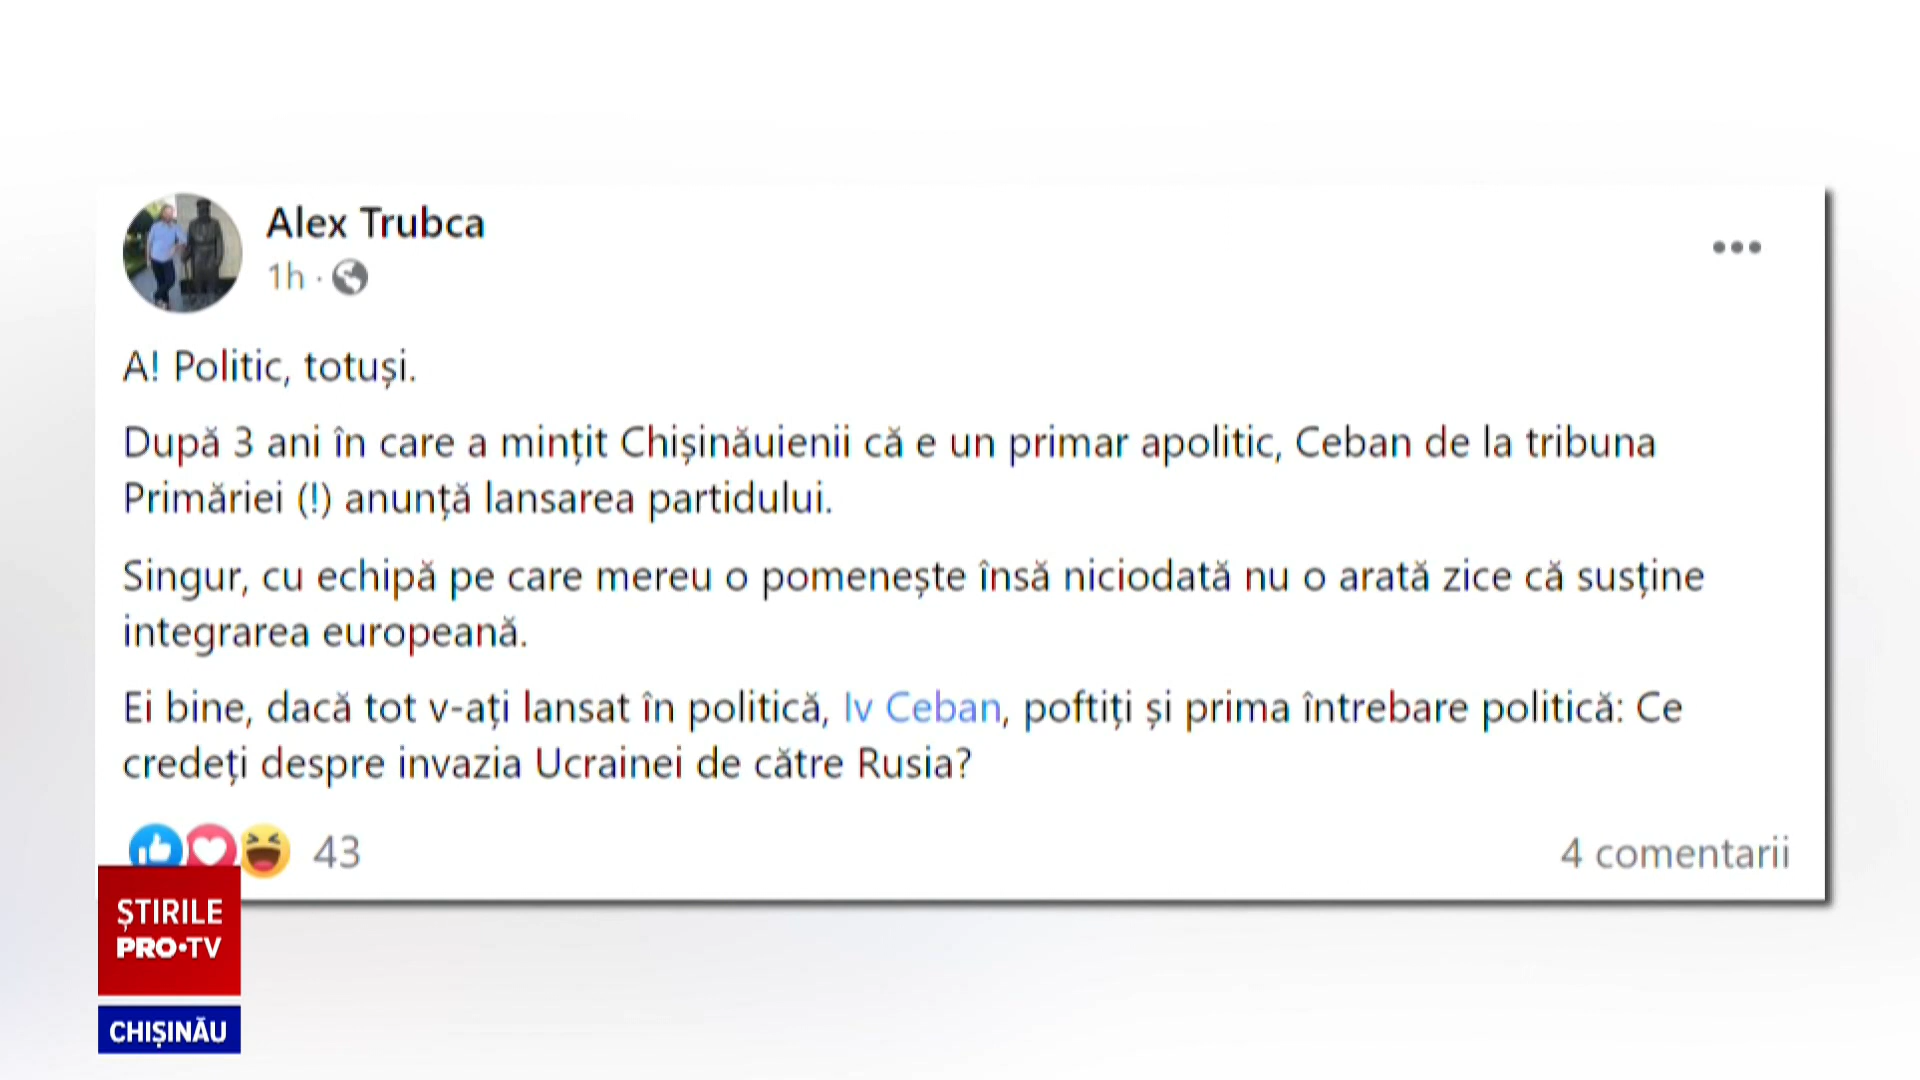 Alex Trubca
1h ·
A! Politic, totuși.
După 3 ani în care a mințit Chișinăuienii că e un primar apolitic, Ceban de la tribuna
Primăriei (!) anunță lansarea partidului.
Singur, cu echipă pe care mereu o pomenește însă niciodată nu o arată zice că susține
integrarea europeană.
Ei bine, dacă tot v-ați lansat în politică, Iv Ceban, poftiți și prima întrebare politică: Ce
credeți despre invazia Ucrainei de către Rusia?
43
4 comentarii
ȘTIRILE
PRO•TV
CHIȘINĂU